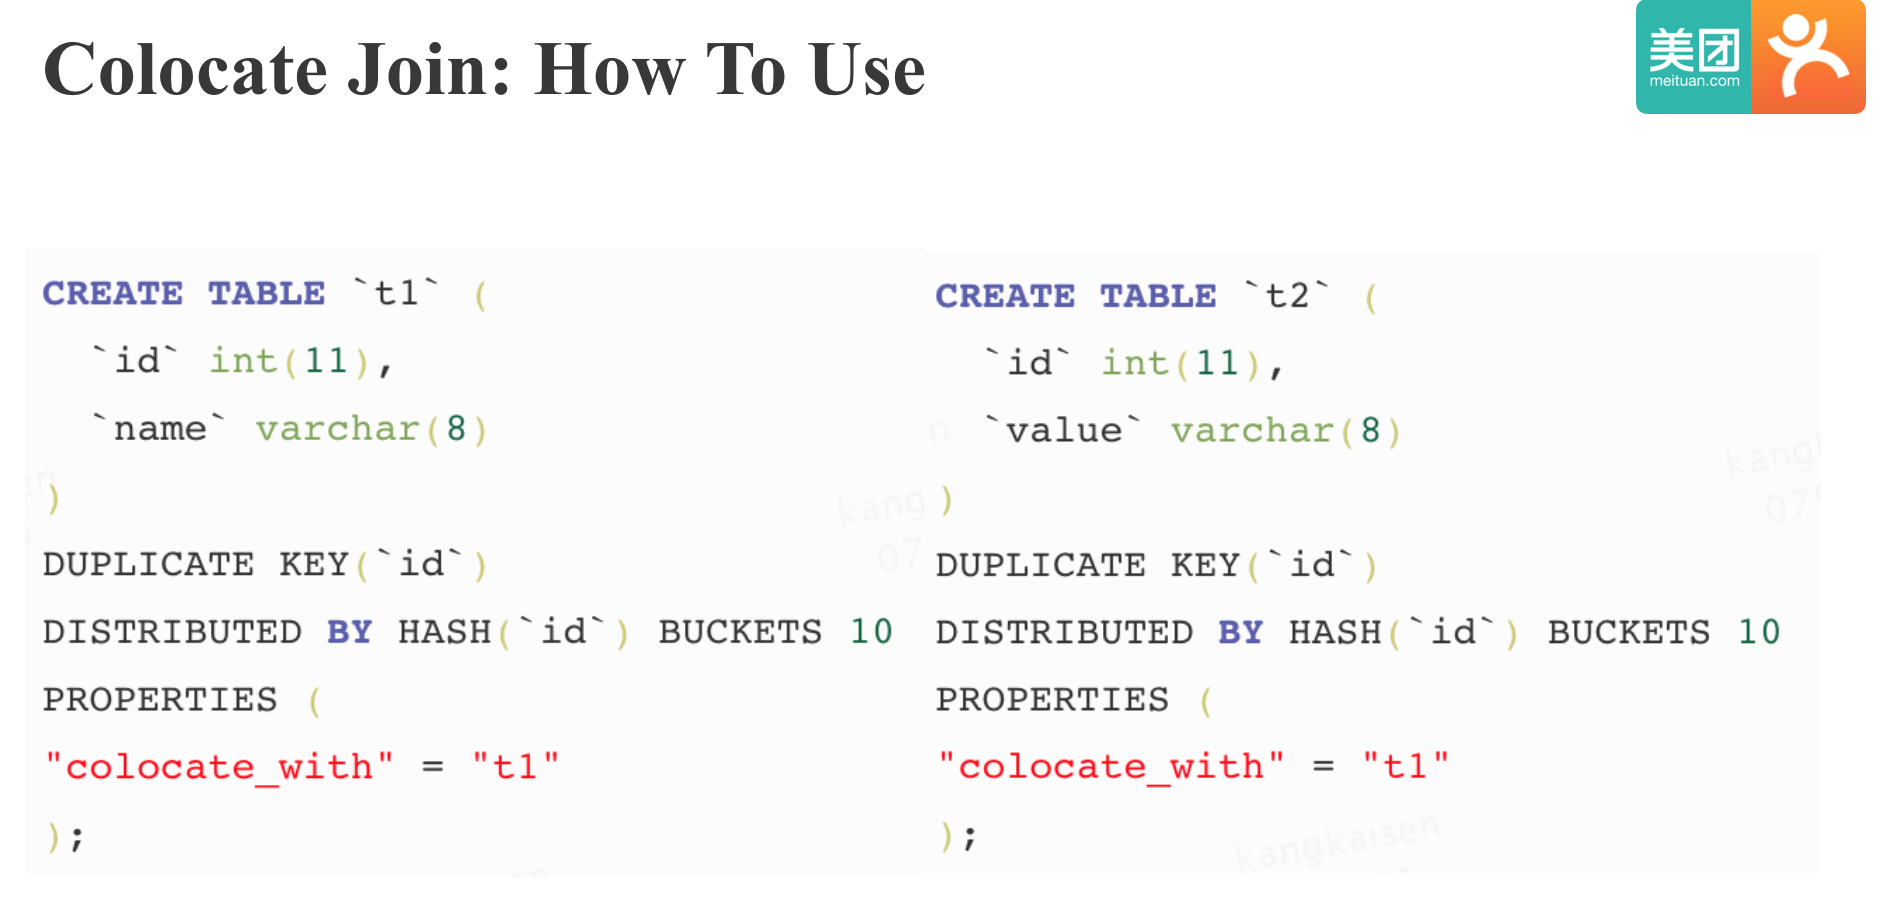 Colocate Join: How To Use
美团
meituan.com
CREATE TABLE `t1` (
`id` int(11),
`name` varchar(8)
)
DUPLICATE KEY(`id`)
DISTRIBUTED BY HASH(`id`) BUCKETS 10
PROPERTIES (
"colocate_with" = "t1"
);
CREATE TABLE `t2` (
`id` int(11),
`value` varchar(8)
)
DUPLICATE KEY(`id`)
DISTRIBUTED BY HASH(`id`) BUCKETS 10
PROPERTIES (
"colocate_with" = "t1"
);
kang
07
kangkaisen